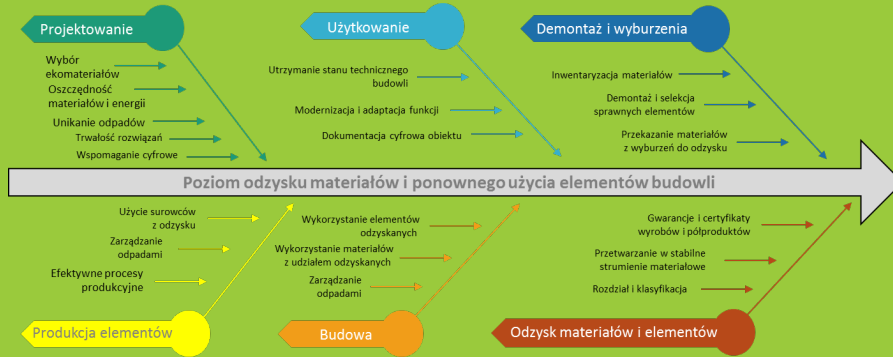 Projektowanie
Wybór
ekomateriałów
Oszczędność
materiałów i energii
Unikanie odpadów
Trwałość rozwiązań
Wspomaganie cyfrowe
Użytkowanie
Utrzymanie stanu technicznego
budowli
Modernizacja i adaptacja funkcji
Dokumentacja cyfrowa obiektu
Demontaż i wyburzenia
Inwentaryzacja materiałów
Demontaż i selekcja
sprawnych elementów
Przekazanie materiałów
z wyburzeń do odzysku
Poziom odzysku materiałów i ponownego użycia elementów budowli
Użycie surowców
z odzysku
Zarządzanie
odpadami
Efektywne procesy
produkcyjne
Produkcja elementów
Wykorzystanie elementów
odzyskanych
Wykorzystanie materiałów
z udziałem odzyskanych
Zarządzanie
odpadami
Budowa
Gwarancje i certyfikaty
wyrobów i półproduktów
Przetwarzanie w stabilne
strumienie materiałowe
Rozdział i klasyfikacja
Odzysk materiałów i elementów